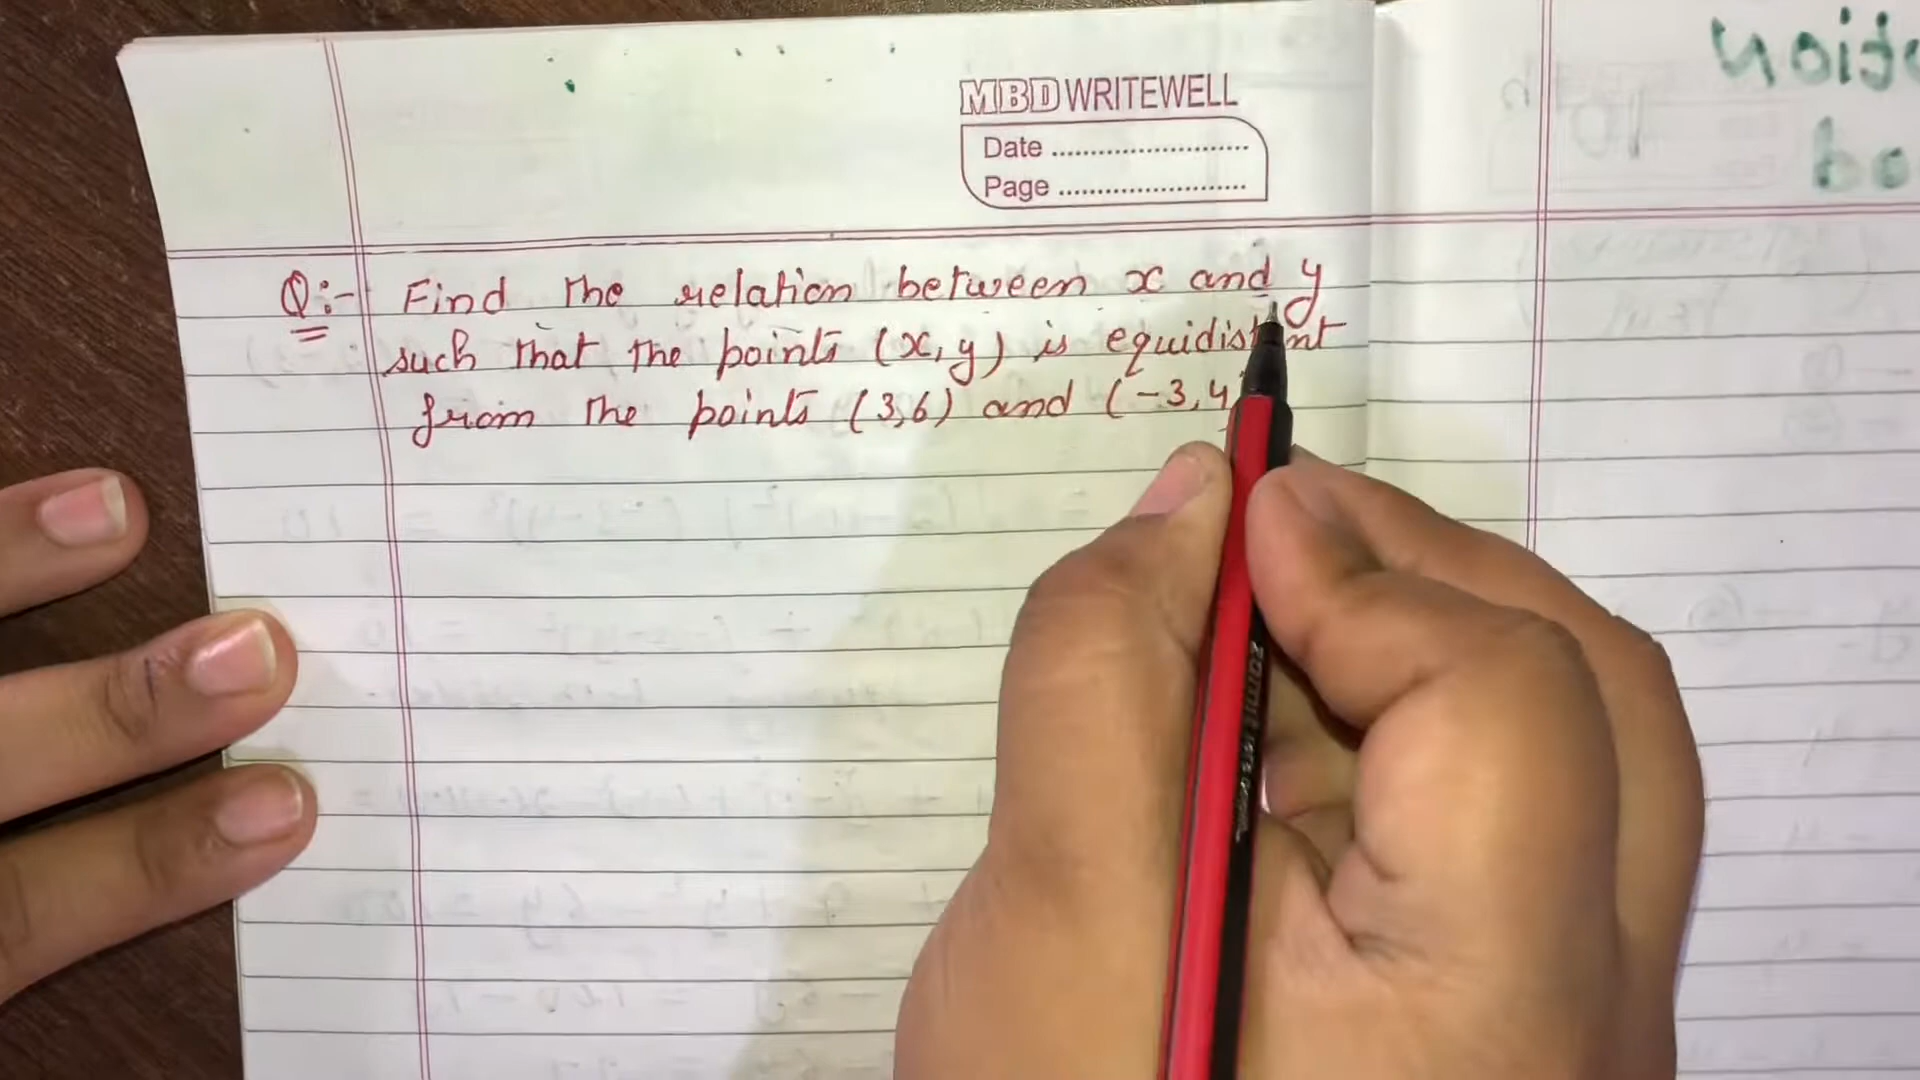 MBD WRITEWELL
Date
Page
Q:- Find the relation between x and y
such that the points (x, y) is equidistant
from the points (3,6) and (-3,4